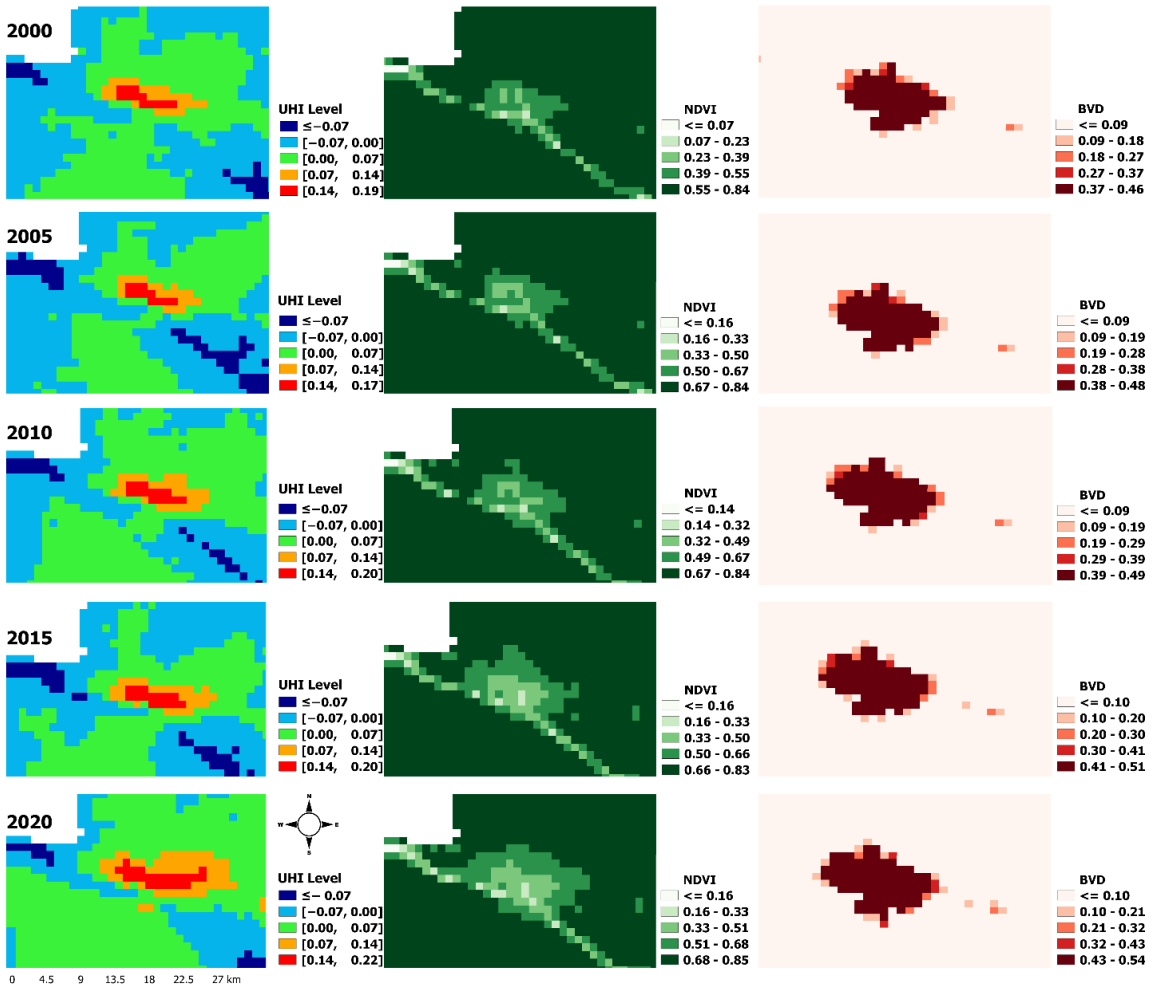 2000
UHI Level
≤−0.07
[−0.07, 0.00]
[0.00, 0.07]
[0.07, 0.14]
[0.14, 0.19]
NDVI
<= 0.07
0.07 - 0.23
0.23 - 0.39
0.39 - 0.55
0.55 - 0.84
BVD
<= 0.09
0.09 - 0.18
0.18 - 0.27
0.27 - 0.37
0.37 - 0.46
2005
UHI Level
≤−0.07
[−0.07, 0.00]
[0.00, 0.07]
[0.07, 0.14]
[0.14, 0.17]
NDVI
<= 0.16
0.16 - 0.33
0.33 - 0.50
0.50 - 0.67
0.67 - 0.84
BVD
<= 0.09
0.09 - 0.19
0.19 - 0.28
0.28 - 0.38
0.38 - 0.48
2010
UHI Level
≤−0.07
[−0.07, 0.00]
[0.00, 0.07]
[0.07, 0.14]
[0.14, 0.20]
NDVI
<= 0.14
0.14 - 0.32
0.32 - 0.49
0.49 - 0.67
0.67 - 0.84
BVD
<= 0.09
0.09 - 0.19
0.19 - 0.29
0.29 - 0.39
0.39 - 0.49
2015
UHI Level
≤−0.07
[−0.07, 0.00]
[0.00, 0.07]
[0.07, 0.14]
[0.14, 0.20]
NDVI
<= 0.16
0.16 - 0.33
0.33 - 0.50
0.50 - 0.66
0.66 - 0.83
BVD
<= 0.10
0.10 - 0.20
0.20 - 0.30
0.30 - 0.41
0.41 - 0.51
2020
N
W E
S
UHI Level
≤− 0.07
[−0.07, 0.00]
[0.00, 0.07]
[0.07, 0.14]
[0.14, 0.22]
NDVI
<= 0.16
0.16 - 0.33
0.33 - 0.51
0.51 - 0.68
0.68 - 0.85
BVD
<= 0.10
0.10 - 0.21
0.21 - 0.32
0.32 - 0.43
0.43 - 0.54
0 4.5 9 13.5 18 22.5 27 km